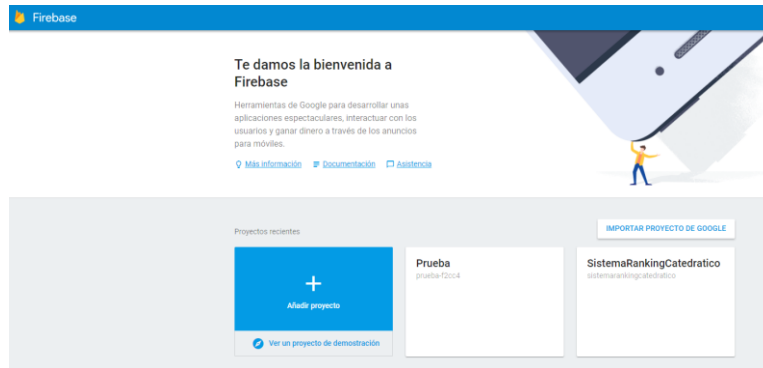 Firebase
Te damos la bienvenida a
Firebase
Herramientas de Google para desarrollar unas
aplicaciones espectaculares, interactuar con los
usuarios y ganar dinero a través de los anuncios
para móviles.
Más información Documentación Asistencia
Proyectos recientes
IMPORTAR PROYECTO DE GOOGLE
Añadir proyecto
Ver un proyecto de demostración
Prueba
prueba-f2cc4
SistemaRankingCatedratico
sistemarankingcatedratico